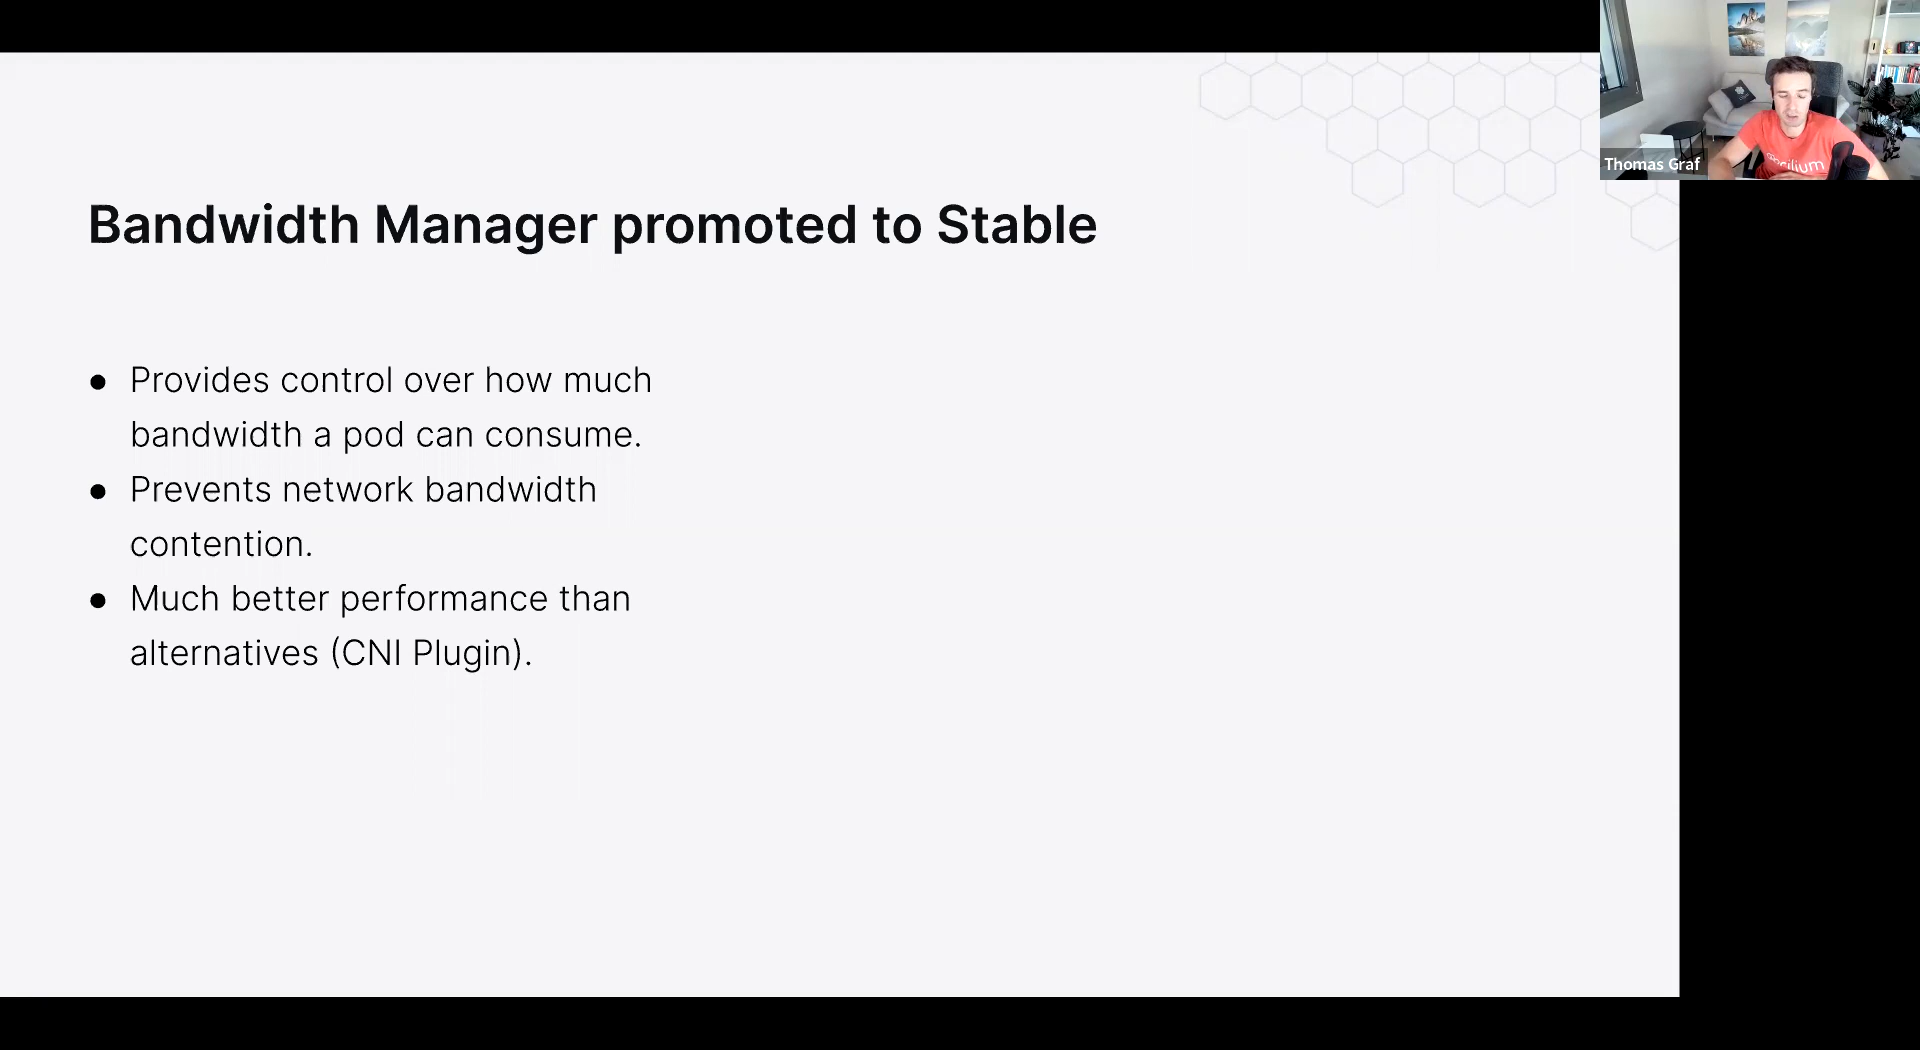 Bandwidth Manager promoted to Stable
● Provides control over how much
bandwidth a pod can consume.
● Prevents network bandwidth
contention.
● Much better performance than
alternatives (CNI Plugin).
Thomas Graf
cilium